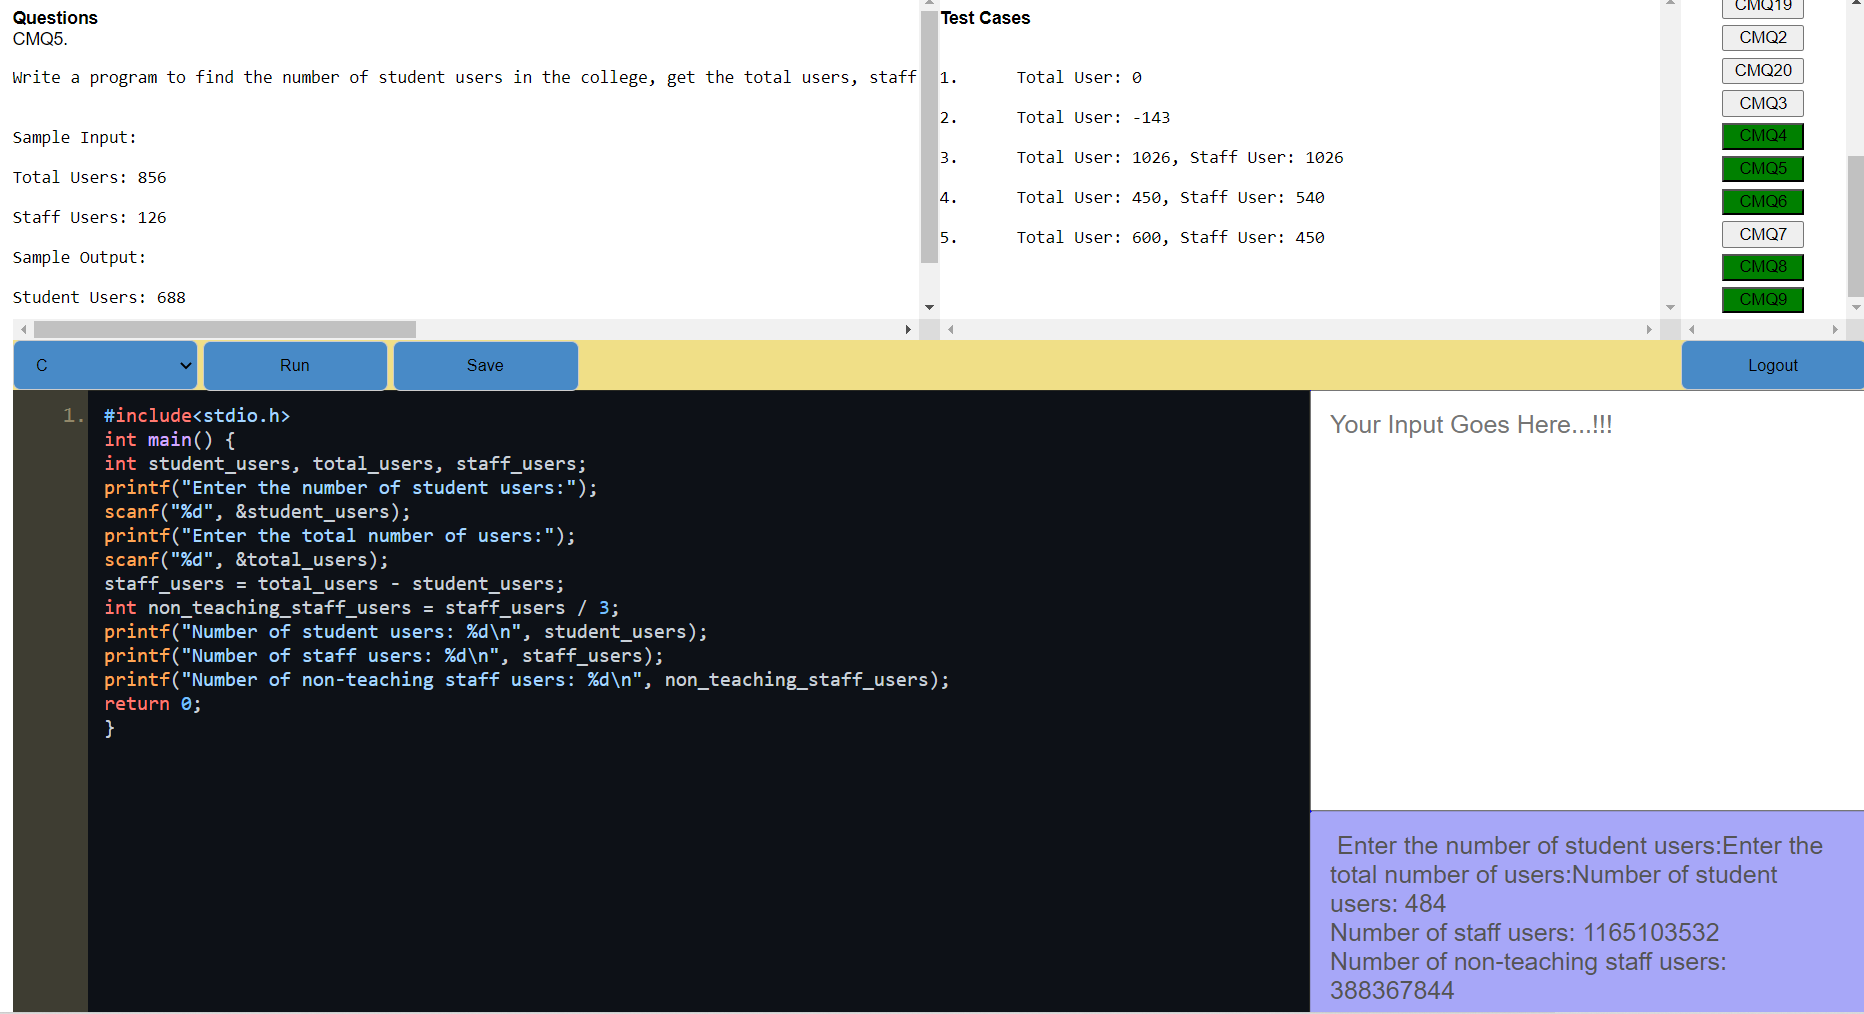 Questions
CMQ5.
Write a program to find the number of student users in the college, get the total users, staff
Sample Input:
Total Users: 856
Staff Users: 126
Sample Output:
Student Users: 688
Test Cases
1. Total User: 0
2. Total User: -143
3. Total User: 1026, Staff User: 1026
4. Total User: 450, Staff User: 540
5. Total User: 600, Staff User: 450
CMQ19
CMQ2
CMQ20
CMQ3
CMQ4
CMQ5
CMQ6
CMQ7
CMQ8
CMQ9
C
Run
Save
Logout
1.
#include<stdio.h>
int main() {
int student_users, total_users, staff_users;
printf("Enter the number of student users:");
scanf("%d", &student_users);
printf("Enter the total number of users:");
scanf("%d", &total_users);
staff_users = total_users - student_users;
int non_teaching_staff_users = staff_users / 3;
printf("Number of student users: %d\n", student_users);
printf("Number of staff users: %d\n", staff_users);
printf("Number of non-teaching staff users: %d\n", non_teaching_staff_users);
return 0;
}
Your Input Goes Here...!!!
Enter the number of student users:Enter the
total number of users:Number of student
users: 484
Number of staff users: 1165103532
Number of non-teaching staff users:
388367844